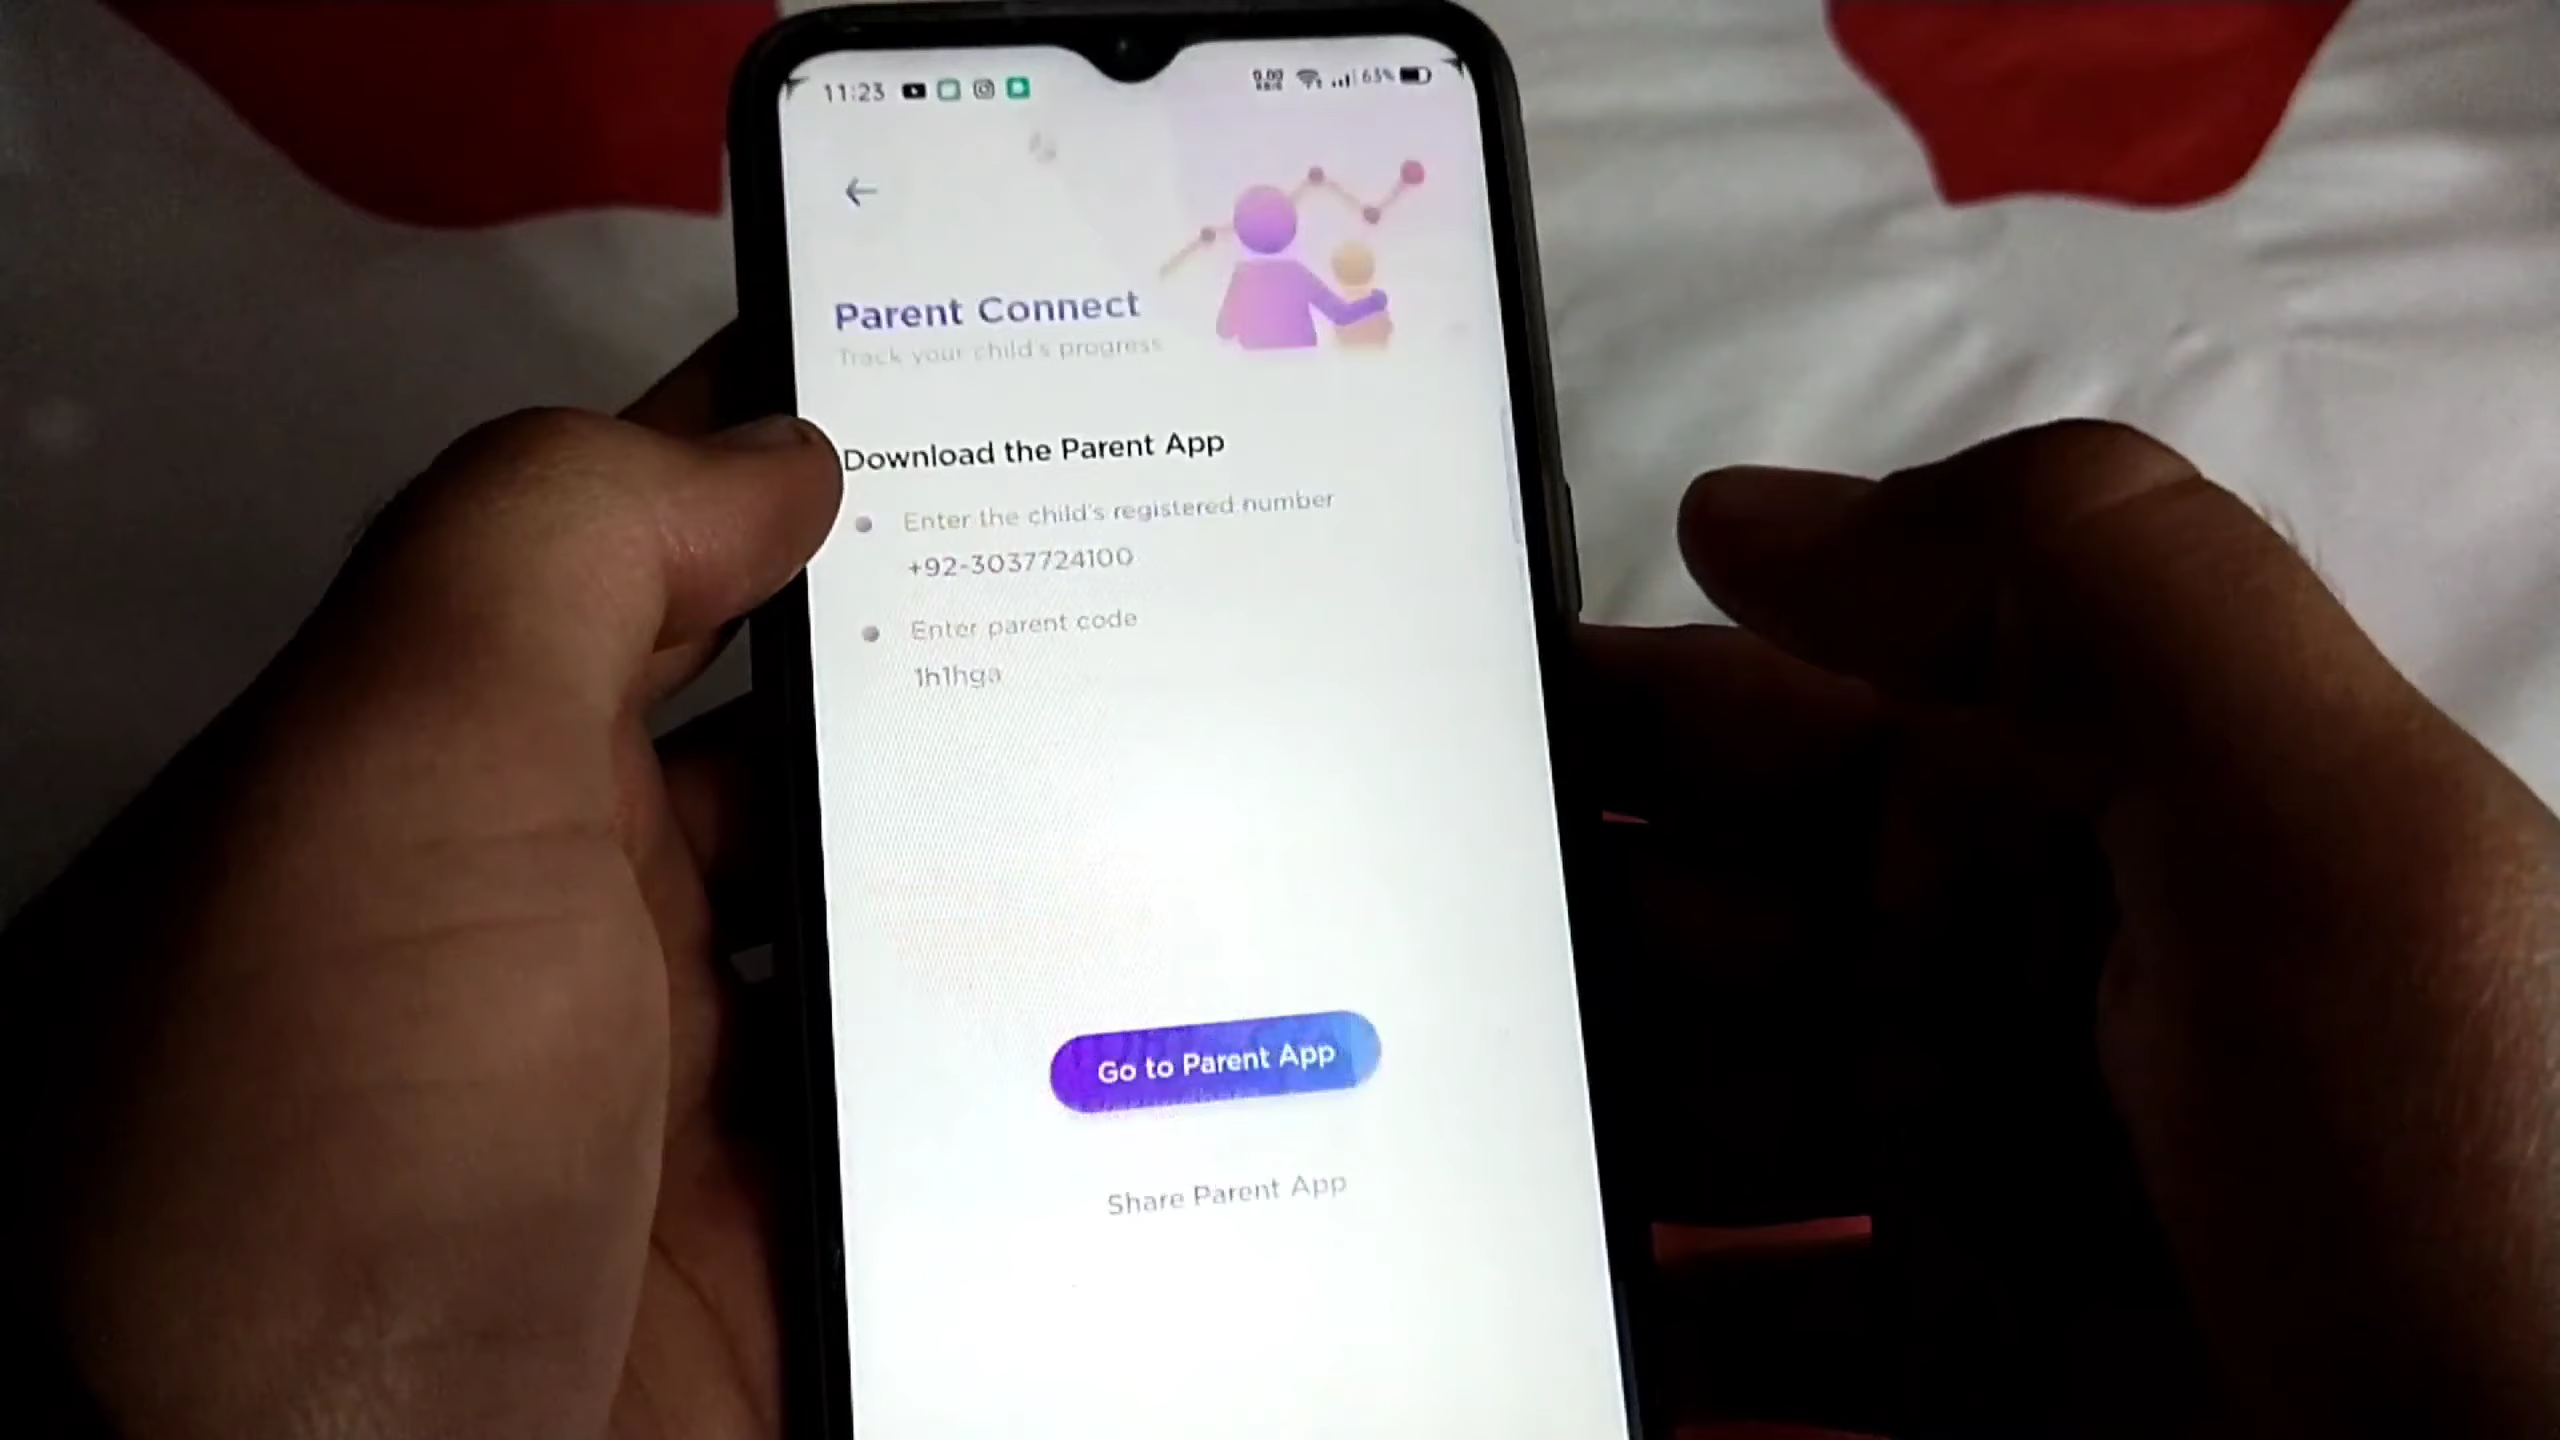 11:23
63%
Parent Connect
Track your child's progress
Download the Parent App
Enter the child's registered number
+92-3037724100
Enter parent code
1h1hga
Go to Parent App
Share Parent App